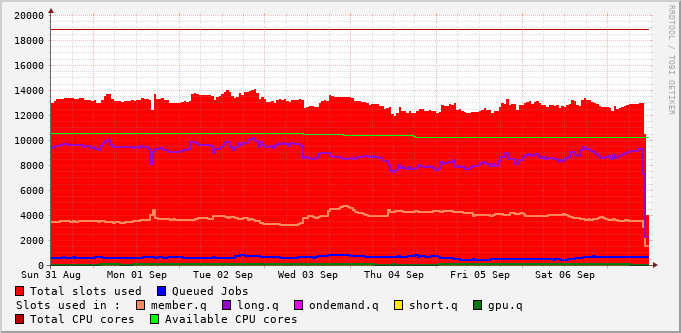 RRDTOOL / TOBI OETIKER
20000
18000
16000
14000
12000
10000
8000
6000
4000
2000
0
Sun 31 Aug Mon 01 Sep Tue 02 Sep Wed 03 Sep Thu 04 Sep Fri 05 Sep Sat 06 Sep
Total slots used Queued Jobs
Slots used in : member.q long.q ondemand.q short.q gpu.q
Total CPU cores Available CPU cores